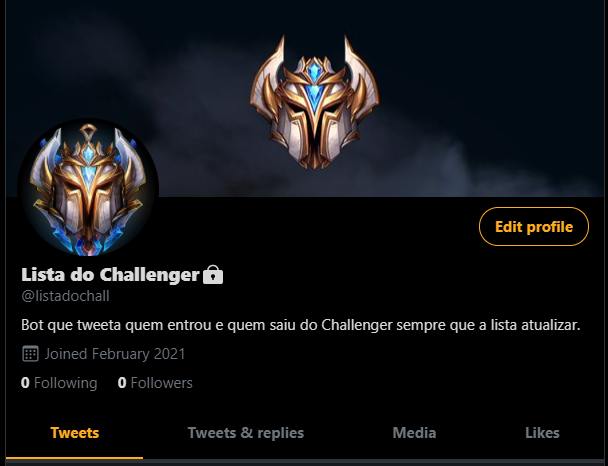 Edit profile
Lista do Challenger
@listadochall
Bot que tweeta quem entrou e quem saiu do Challenger sempre que a lista atualizar.
Joined February 2021
0 Following 0 Followers
Tweets Tweets & replies Media Likes